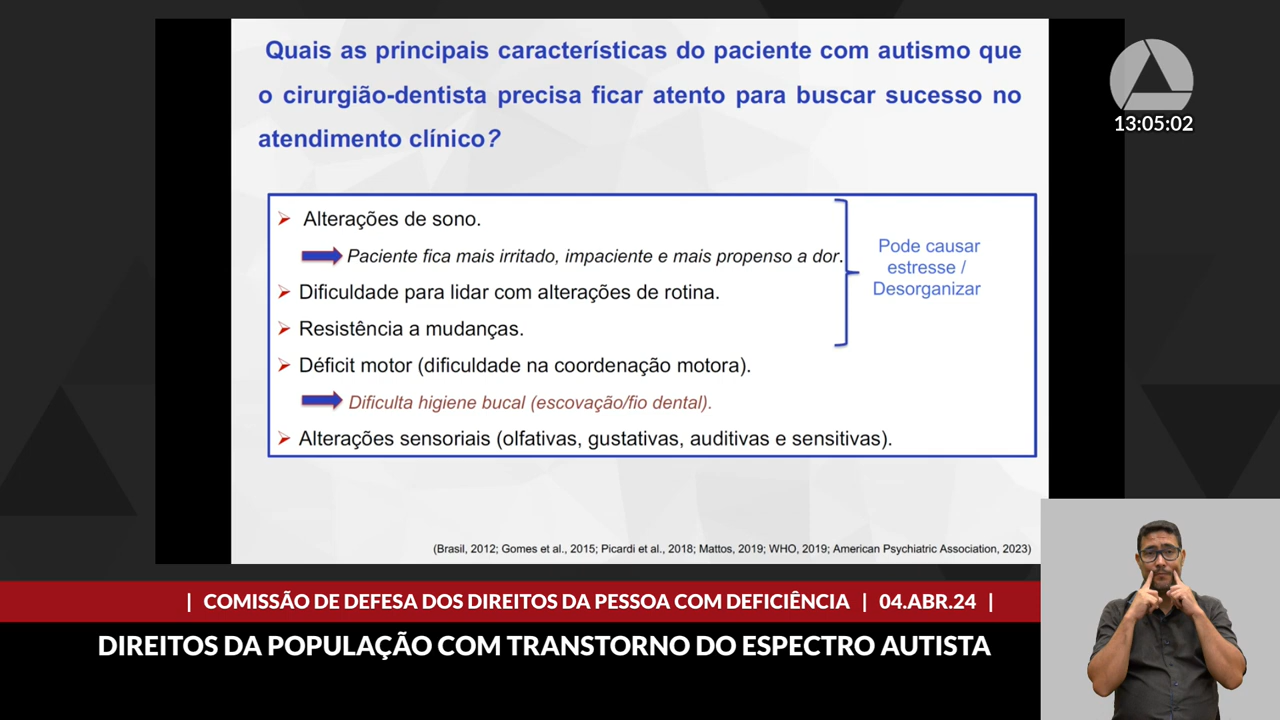 Quais as principais características do paciente com autismo que
o cirurgião-dentista precisa ficar atento para buscar sucesso no
atendimento clínico?
13:05:02
Alterações de sono.
Paciente fica mais irritado, impaciente e mais propenso a dor.
Dificuldade para lidar com alterações de rotina.
Resistência a mudanças.
Pode causar
estresse /
Desorganizar
Déficit motor (dificuldade na coordenação motora).
Dificulta higiene bucal (escovação/fio dental).
Alterações sensoriais (olfativas, gustativas, auditivas e sensitivas).
(Brasil, 2012; Gomes et al., 2015; Picardi et al., 2018; Mattos, 2019; WHO, 2019; American Psychiatric Association, 2023)
| COMISSÃO DE DEFESA DOS DIREITOS DA PESSOA COM DEFICIÊNCIA | 04.ABR.24 |
DIREITOS DA POPULAÇÃO COM TRANSTORNO DO ESPECTRO AUTISTA